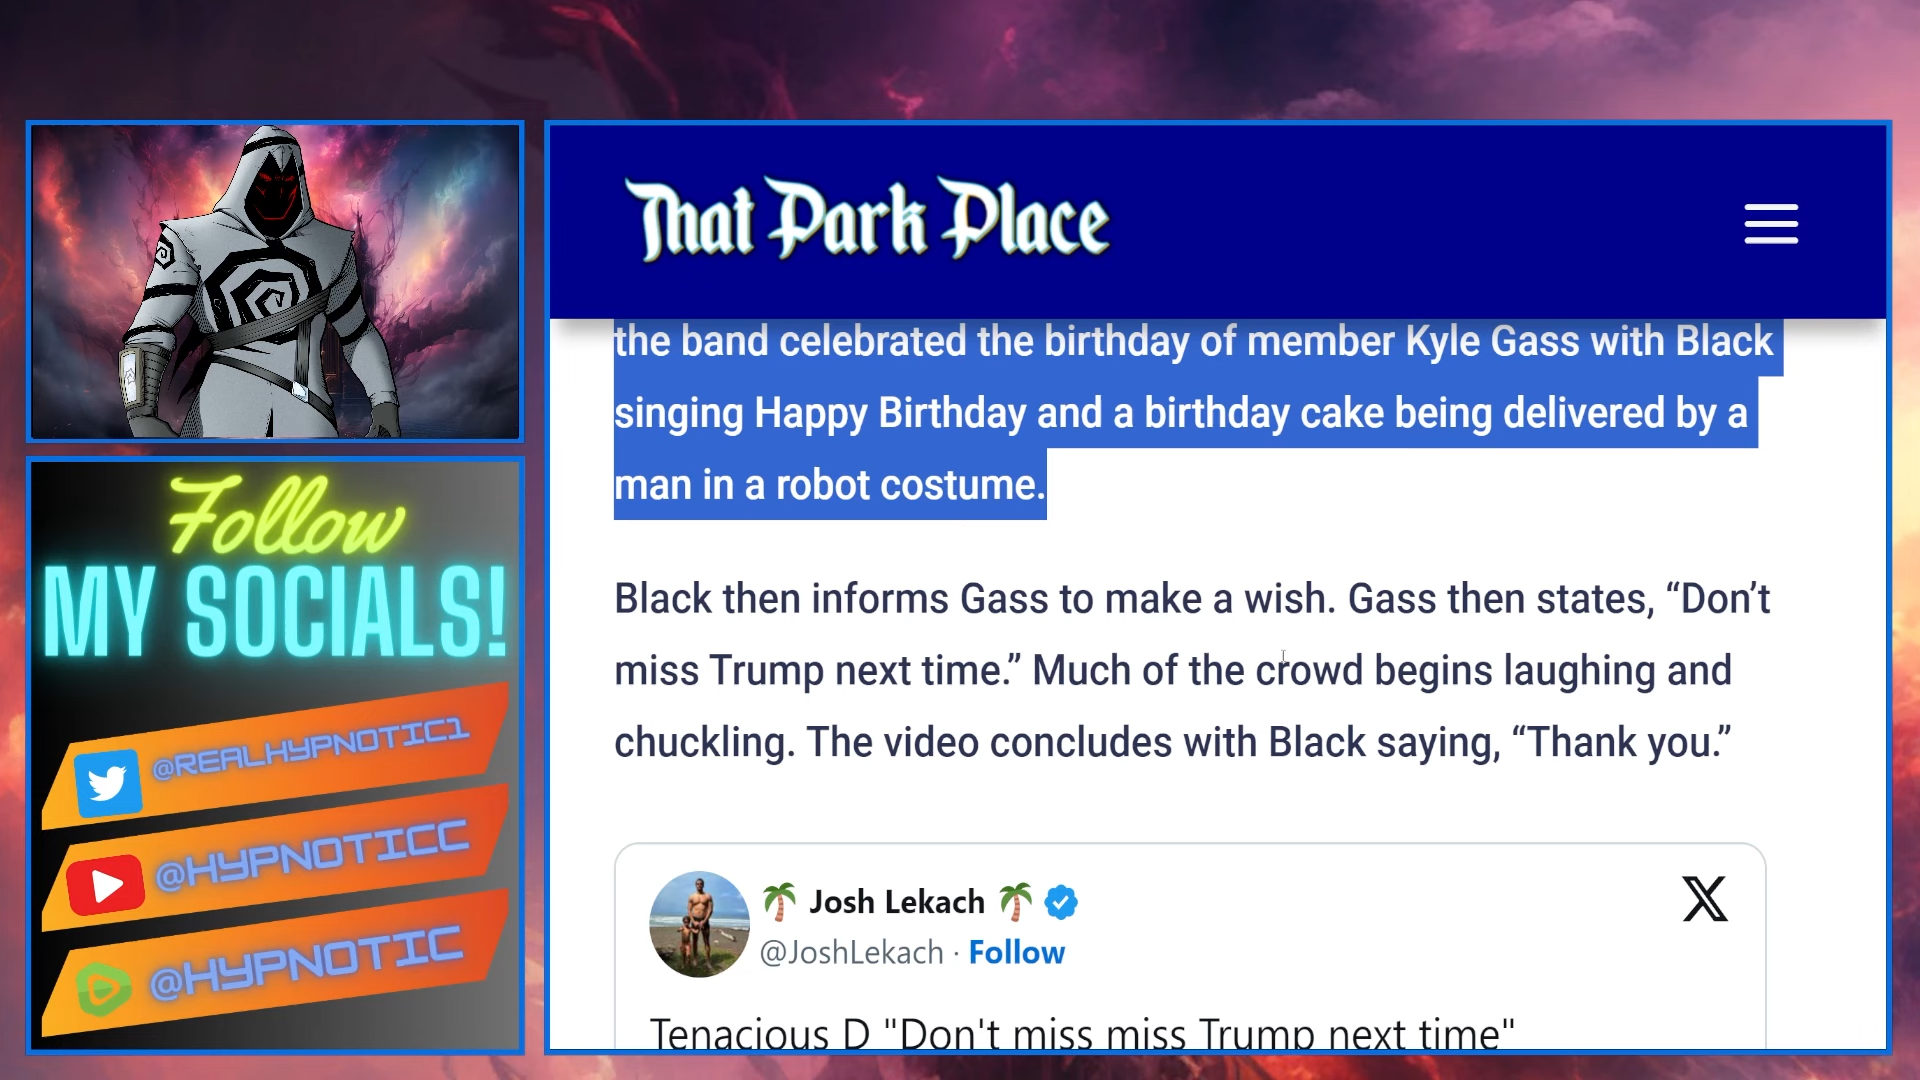 That Park Place
the band celebrated the birthday of member Kyle Gass with Black
singing Happy Birthday and a birthday cake being delivered by a
man in a robot costume.
Black then informs Gass to make a wish. Gass then states, “Don’t
miss Trump next time.” Much of the crowd begins laughing and
chuckling. The video concludes with Black saying, “Thank you.”
🌴 Josh Lekach 🌴
@JoshLekach · Follow
Tenacious D "Don't miss miss Trump next time"
Follow
MY SOCIALS!
@REALHYPNOTIC1
@HYPNOTICC
@HYPNOTIC